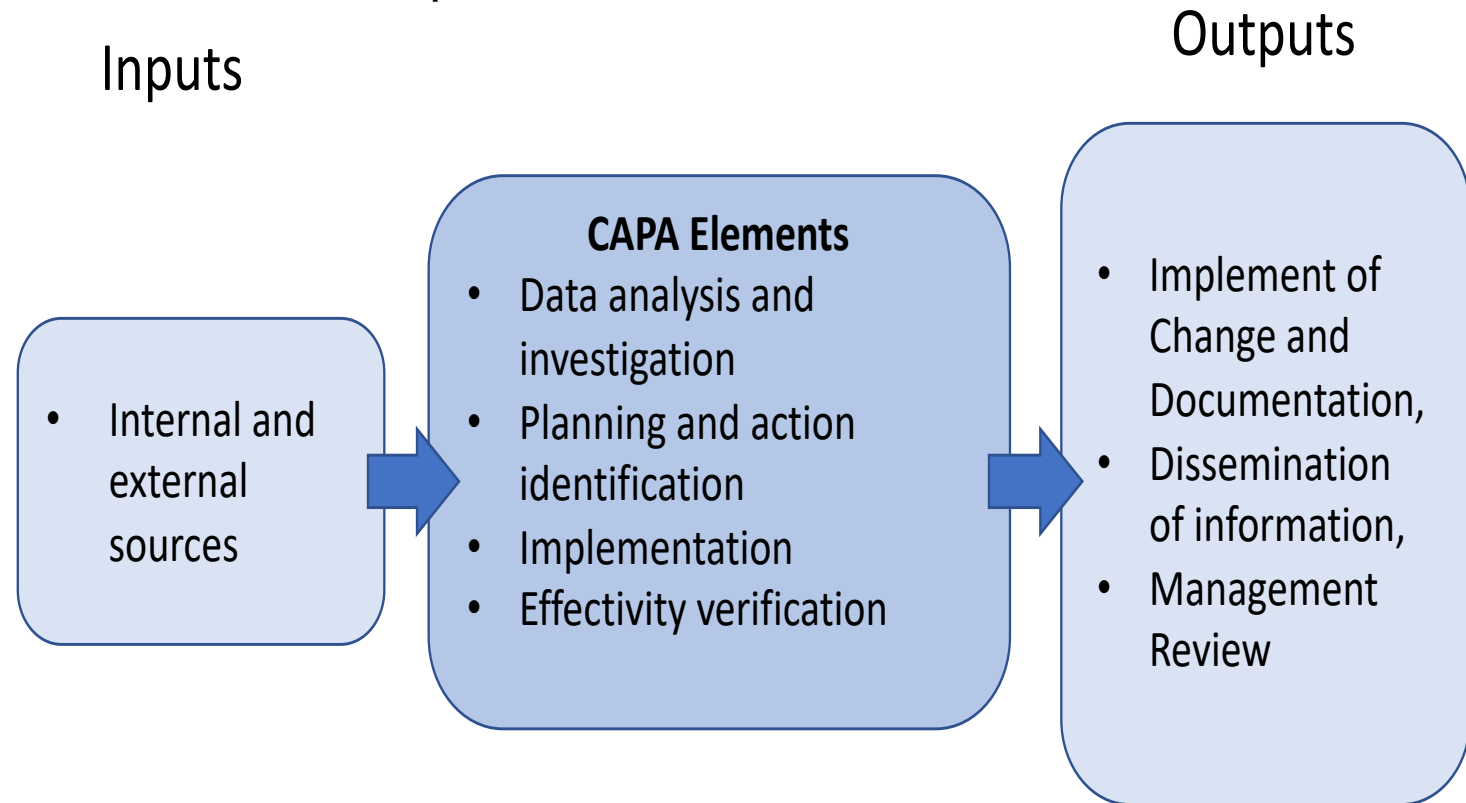 Inputs
Outputs
• Internal and
external
sources
CAPA Elements
• Data analysis and
investigation
• Planning and action
identification
• Implementation
• Effectivity verification
• Implement of
Change and
Documentation,
• Dissemination
of information,
• Management
Review